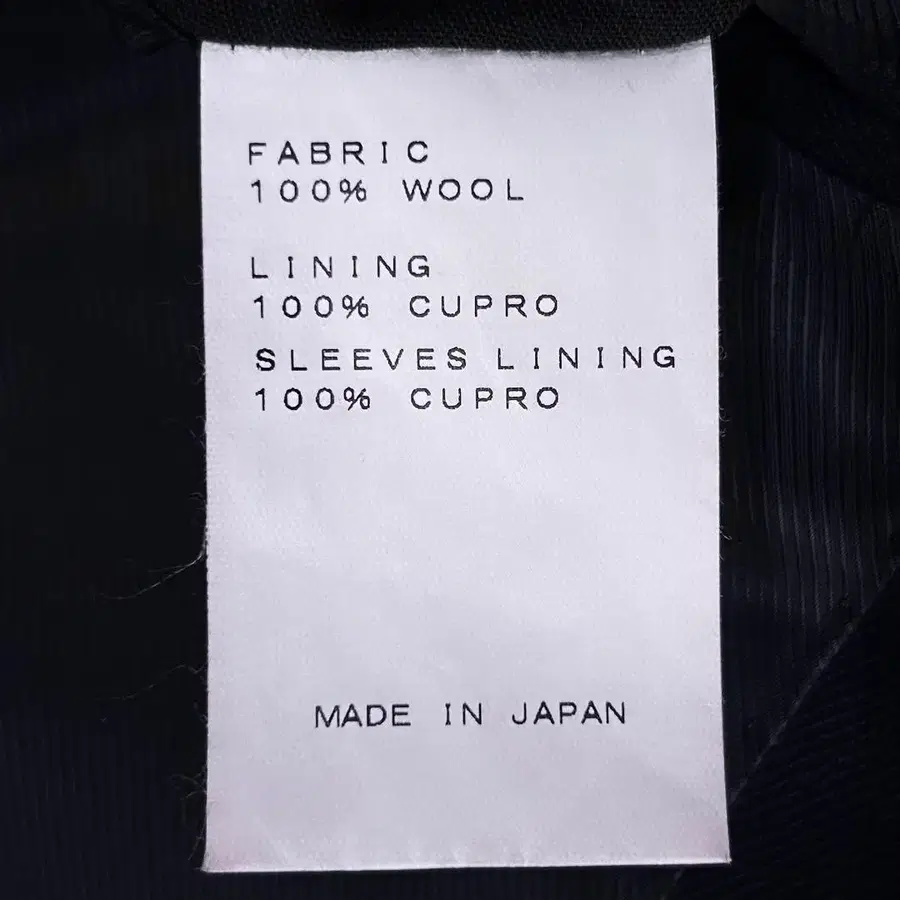 FABRIC
100% WOOL
LINING
100% CUPRO
SLEEVES LINING
100% CUPRO
MADE IN JAPAN